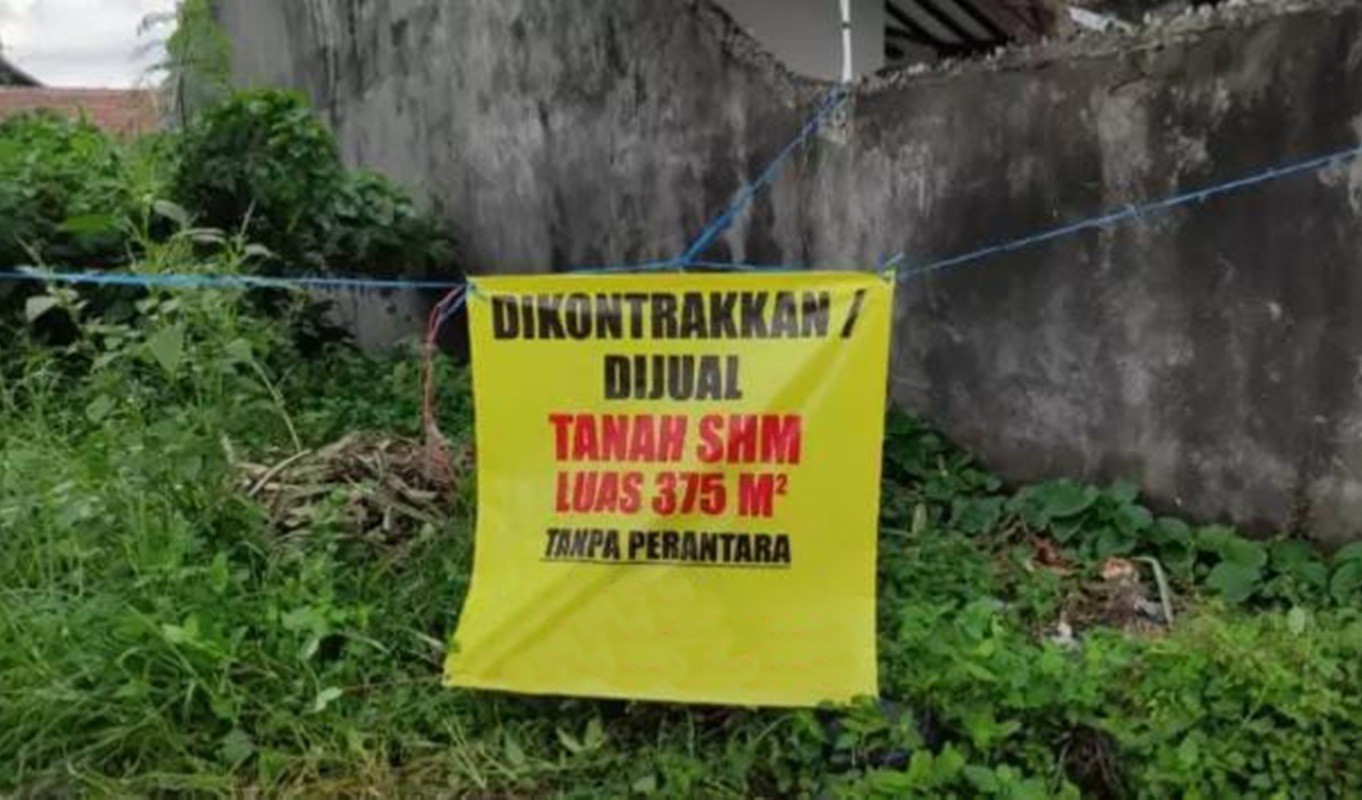 DIKONTRAKKAN /
DIJUAL
TANAH SHM
LUAS 375 M²
TANPA PERANTARA